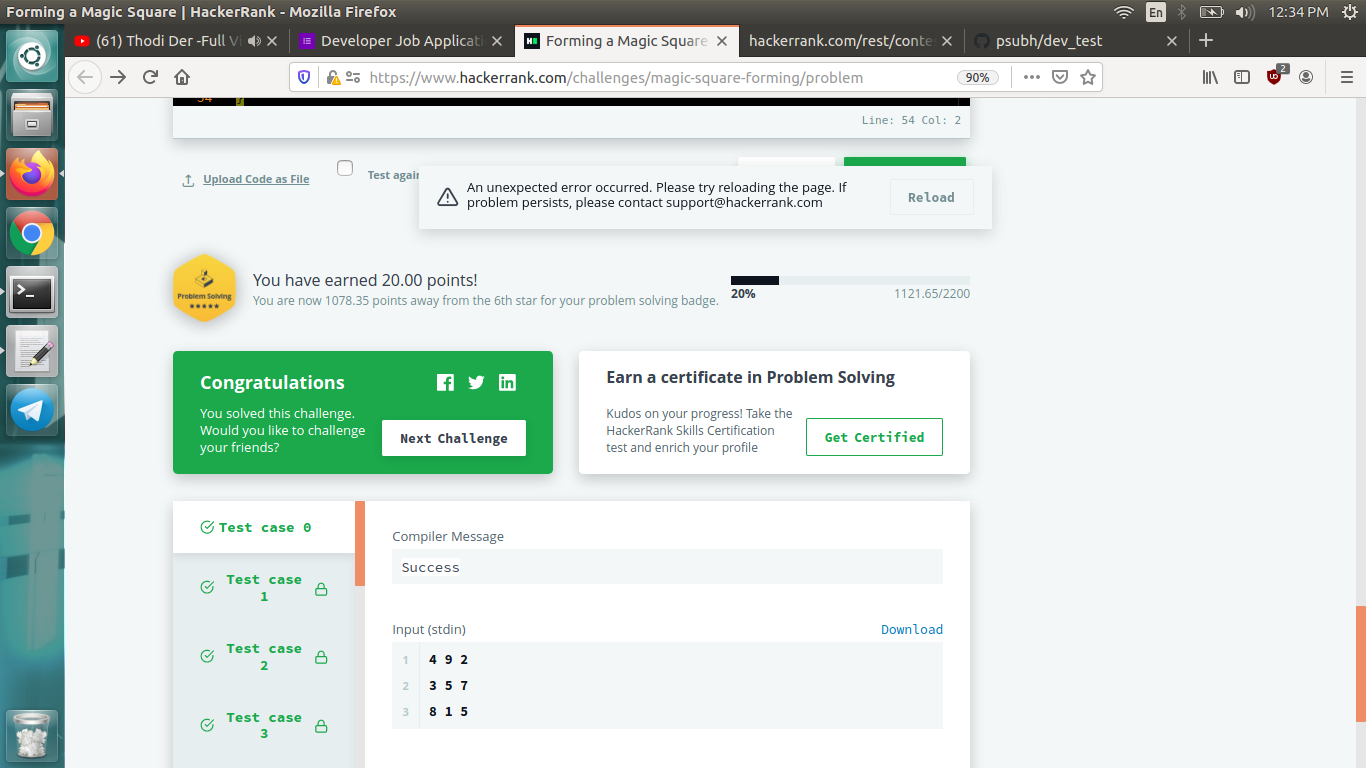 Forming a Magic Square | HackerRank - Mozilla Firefox
En
12:34 PM
(61) Thodi Der -Full Vi
Developer Job Applicati
Forming a Magic Square
hackerrank.com/rest/conte
psubh/dev_test
https://www.hackerrank.com/challenges/magic-square-forming/problem
90%
2
54 }
Line: 54 Col: 2
Upload Code as File
Test again
An unexpected error occurred. Please try reloading the page. If
problem persists, please contact support@hackerrank.com
Reload
Problem Solving
You have earned 20.00 points!
You are now 1078.35 points away from the 6th star for your problem solving badge.
20%
1121.65/2200
Congratulations
You solved this challenge.
Would you like to challenge
your friends?
Next Challenge
Earn a certificate in Problem Solving
Kudos on your progress! Take the
HackerRank Skills Certification
test and enrich your profile
Get Certified
Test case 0
Test case
1
Test case
2
Test case
3
Compiler Message
Success
Input (stdin)
Download
1 4 9 2
2 3 5 7
3 8 1 5